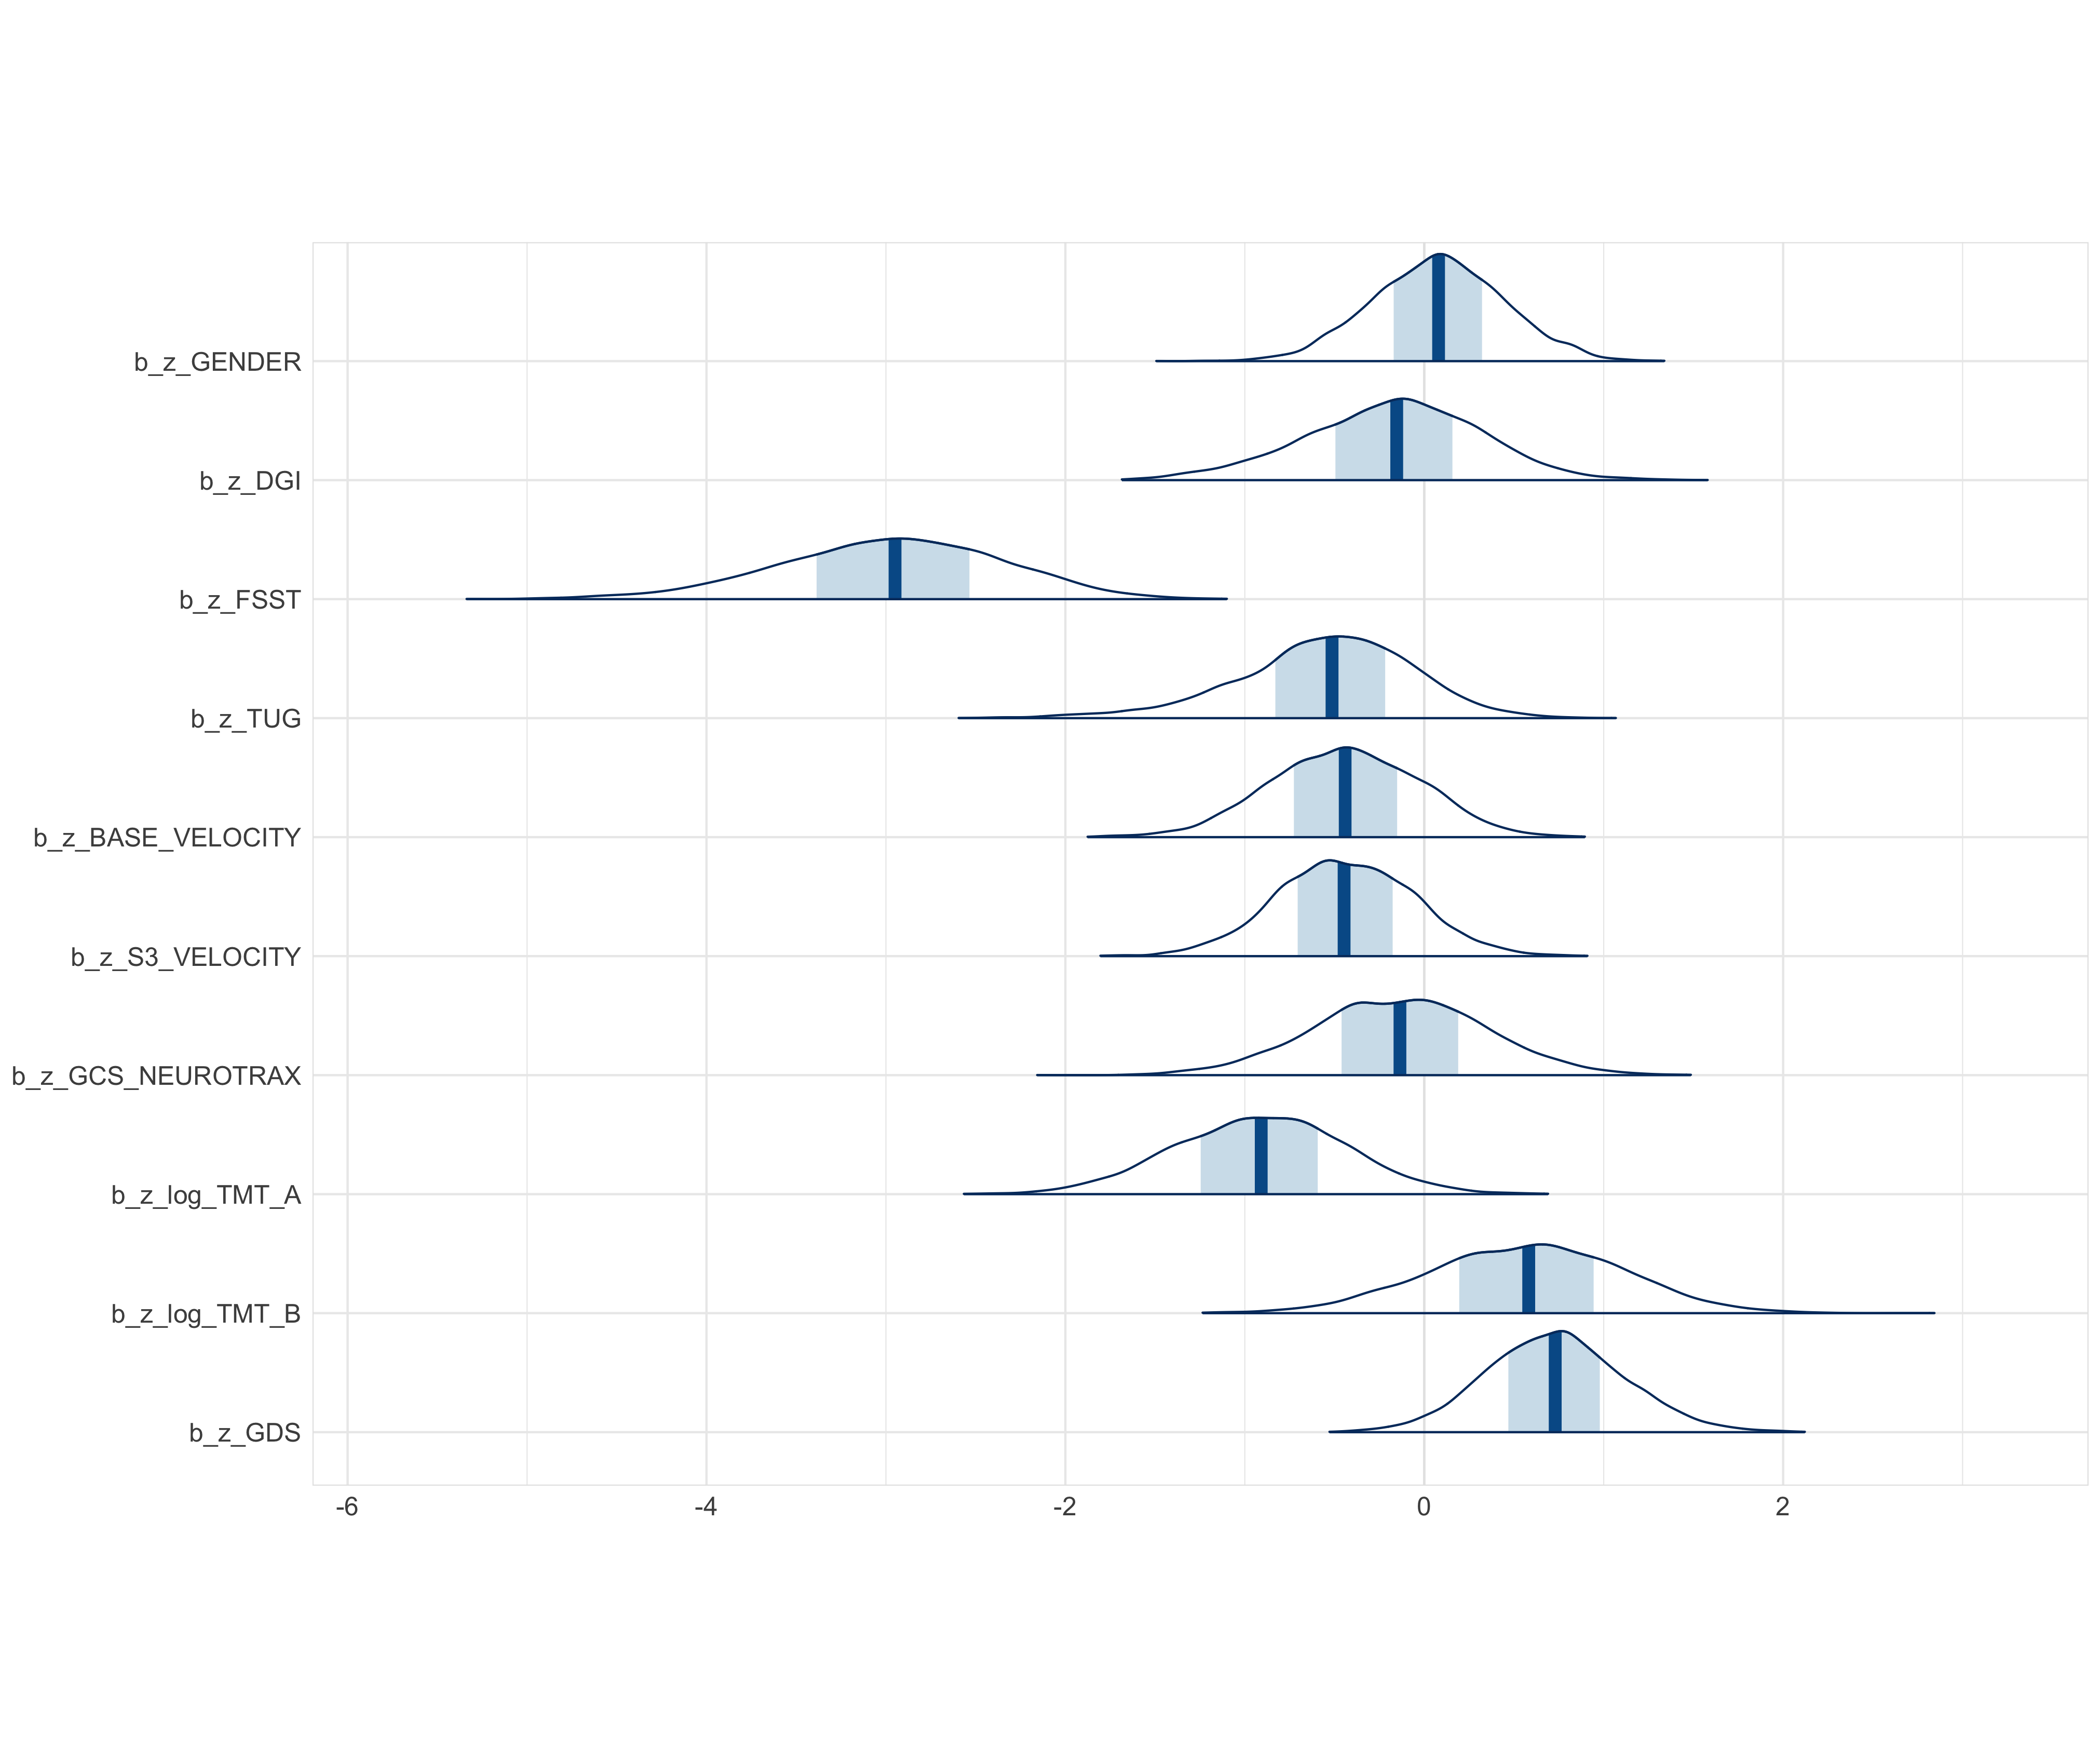 b_z_GENDER
b_z_DGI
b_z_FSST
b_z_TUG
b_z_BASE_VELOCITY
b_z_S3_VELOCITY
b_z_GCS_NEUROTRAX
b_z_log_TMT_A
b_z_log_TMT_B
b_z_GDS
-6 -4 -2 0 2